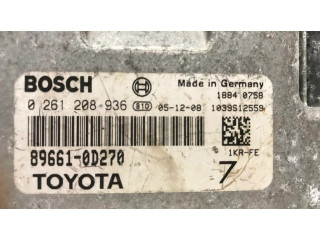 BOSCH Made in Germany
1884 0758
0 261 208 936 810 05-12-08 1039S12559
89661-0D270 1KR-FE
TOYOTA 7